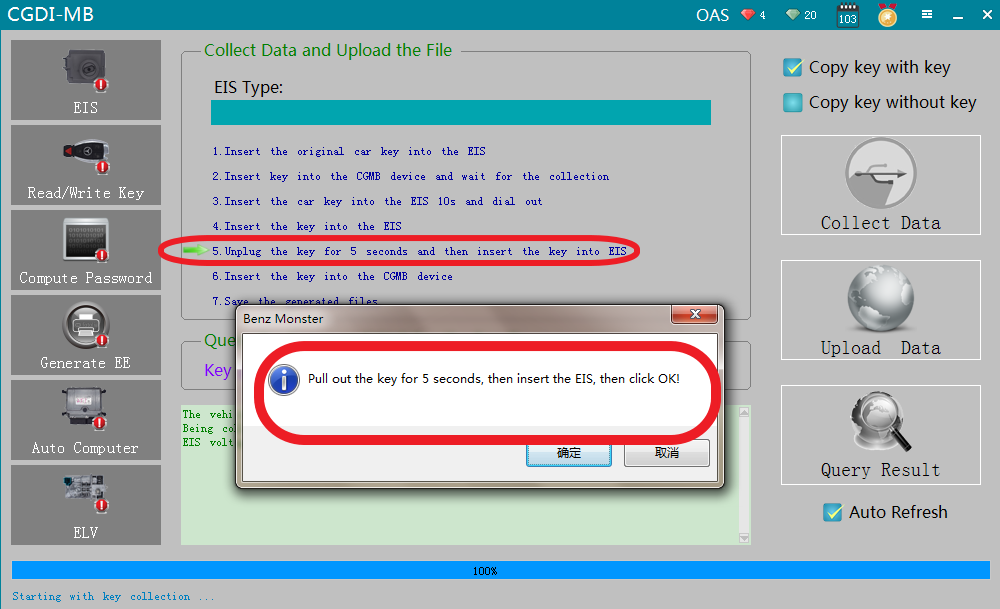 CGDI-MB
OAS 4 20 103
EIS
Read/Write Key
Compute Password
Generate EE
Auto Computer
ELV
Collect Data and Upload the File
EIS Type:
1.Insert the original car key into the EIS
2.Insert key into the CGMB device and wait for the collection
3.Insert the car key into the EIS 10s and dial out
4.Insert the key into the EIS
5.Unplug the key for 5 seconds and then insert the key into EIS
6.Insert the key into the CGMB device
7.Save the generated files
Que
Key
The vehi
Being co
EIS volt
Benz Monster
Pull out the key for 5 seconds, then insert the EIS, then click OK!
确定
取消
Copy key with key
Copy key without key
Collect Data
Upload Data
Query Result
Auto Refresh
100%
Starting with key collection ...